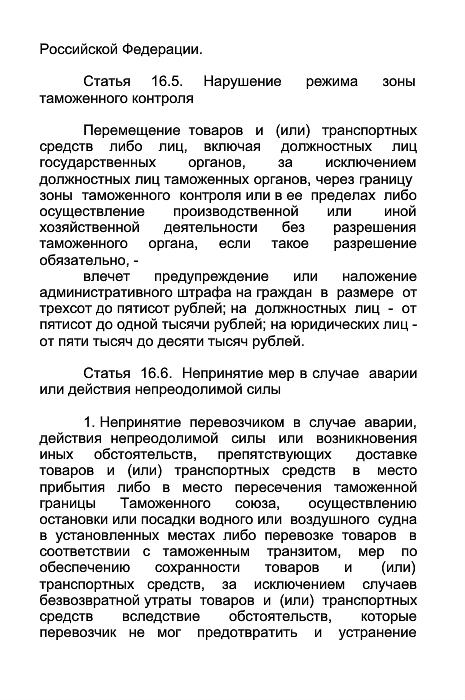 Российской Федерации.
Статья 16.5. Нарушение режима зоны
таможенного контроля
Перемещение товаров и (или) транспортных
средств либо лиц, включая должностных лиц
государственных органов, за исключением
должностных лиц таможенных органов, через границу
зоны таможенного контроля или в ее пределах либо
осуществление производственной или иной
хозяйственной деятельности без разрешения
таможенного органа, если такое разрешение
обязательно, -
влечет предупреждение или наложение
административного штрафа на граждан в размере от
трехсот до пятисот рублей; на должностных лиц - от
пятисот до одной тысячи рублей; на юридических лиц -
от пяти тысяч до десяти тысяч рублей.
Статья 16.6. Непринятие мер в случае аварии
или действия непреодолимой силы
1. Непринятие перевозчиком в случае аварии,
действия непреодолимой силы или возникновения
иных обстоятельств, препятствующих доставке
товаров и (или) транспортных средств в место
прибытия либо в место пересечения таможенной
границы Таможенного союза, осуществлению
остановки или посадки водного или воздушного судна
в установленных местах либо перевозке товаров в
соответствии с таможенным транзитом, мер по
обеспечению сохранности товаров и (или)
транспортных средств, за исключением случаев
безвозвратной утраты товаров и (или) транспортных
средств вследствие обстоятельств, которые
перевозчик не мог предотвратить и устранение